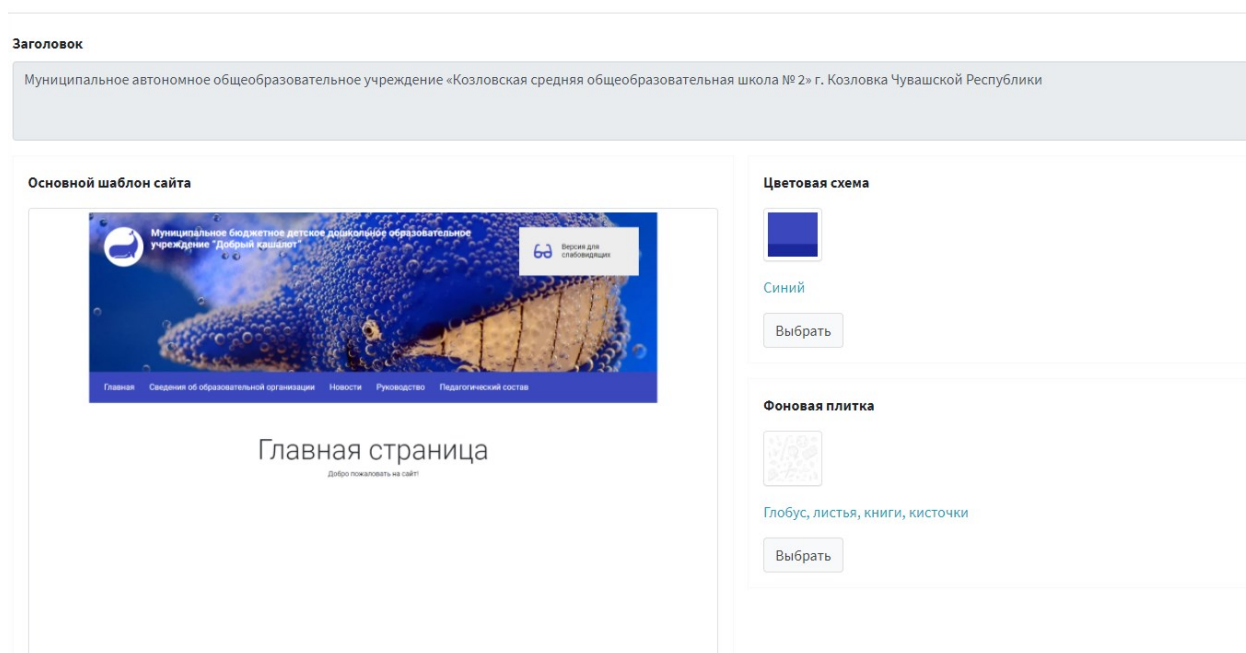 Заголовок
Муниципальное автономное общеобразовательное учреждение «Козловская средняя общеобразовательная школа № 2» г. Козловка Чувашской Республики
Основной шаблон сайта
Муниципальное бюджетное детское дошкольное образовательное
учреждение "Добрый кашалот"
Версия для
слабовидящих
Главная Сведения об образовательной организации Новости Руководство Педагогический состав
Главная страница
Добро пожаловать на сайт!
Цветовая схема
Синий
Выбрать
Фоновая плитка
Глобус, листья, книги, кисточки
Выбрать